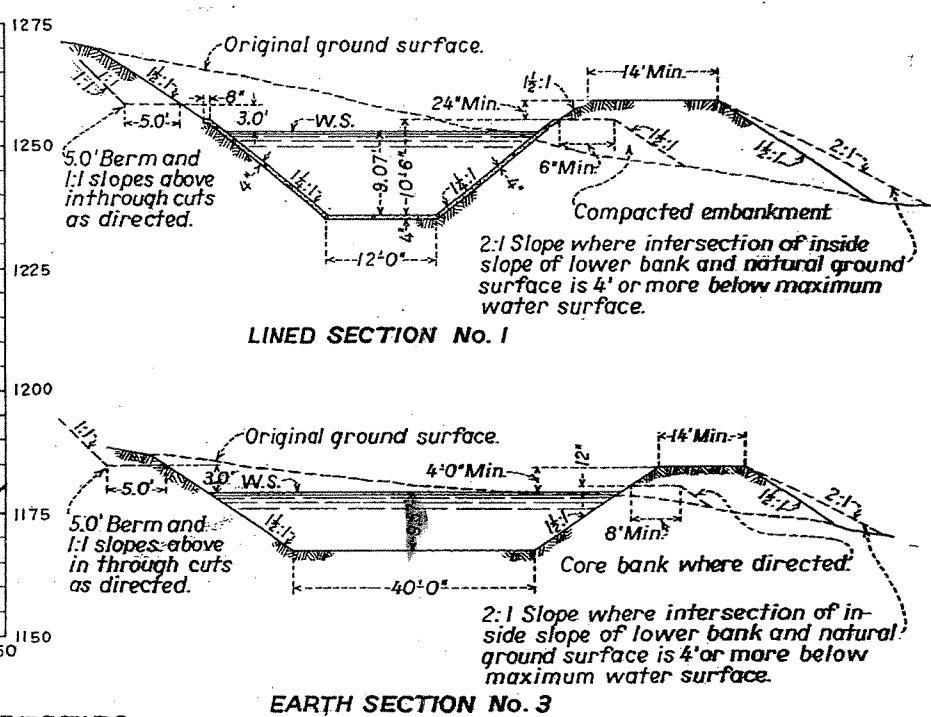 1275
1250
1225
1200
1175
1150
50
Original ground surface.
1:1
1:1
1½:1
8"
5.0'
3.0'
W.S.
24" Min.
1½:1
14' Min.
5.0' Berm and
1:1 slopes above
in through cuts
as directed.
4"
1¼:1
9.07'
10'-6"
4"
1¼:1
4"
6" Min.
1½:1
1½:1
2:1
Compacted embankment
12'-0"
2:1 Slope where intersection of inside
slope of lower bank and natural ground
surface is 4' or more below maximum
water surface.
LINED SECTION No. 1
1:1
Original ground surface.
5.0'
3.0'
W.S.
4'-0" Min.
12"
14' Min.
5.0' Berm and
1:1 slopes above
in through cuts
as directed.
1½:1
1½:1
8' Min.
1½:1
2:1
Core bank where directed.
40'-0"
2:1 Slope where intersection of in-
side slope of lower bank and natural
ground surface is 4' or more below
maximum water surface.
EARTH SECTION No. 3